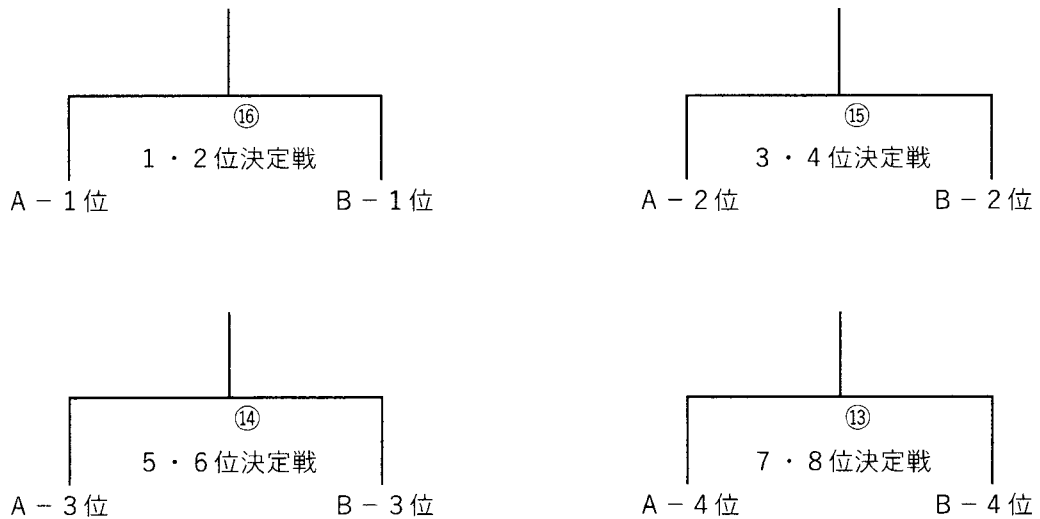 ⑯
1・2位決定戦
A－1位
B－1位
⑮
3・4位決定戦
A－2位
B－2位
⑭
5・6位決定戦
A－3位
B－3位
⑬
7・8位決定戦
A－4位
B－4位